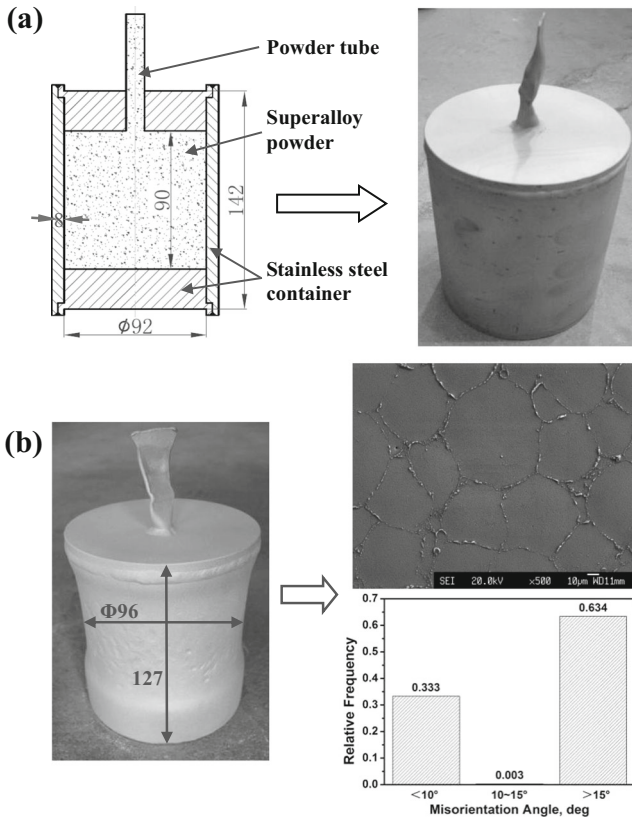 (a)
Powder tube
Superalloy
powder
8
90
142
Stainless steel
container
Φ92
(b)
Φ96
127
SEI 20.0kV ×500 10μm WD11mm
0.7
0.6
0.5
0.4
0.3
0.2
0.1
0.0
Relative Frequency
0.333
0.003
0.634
<10°
10~15°
>15°
Misorientation Angle, deg